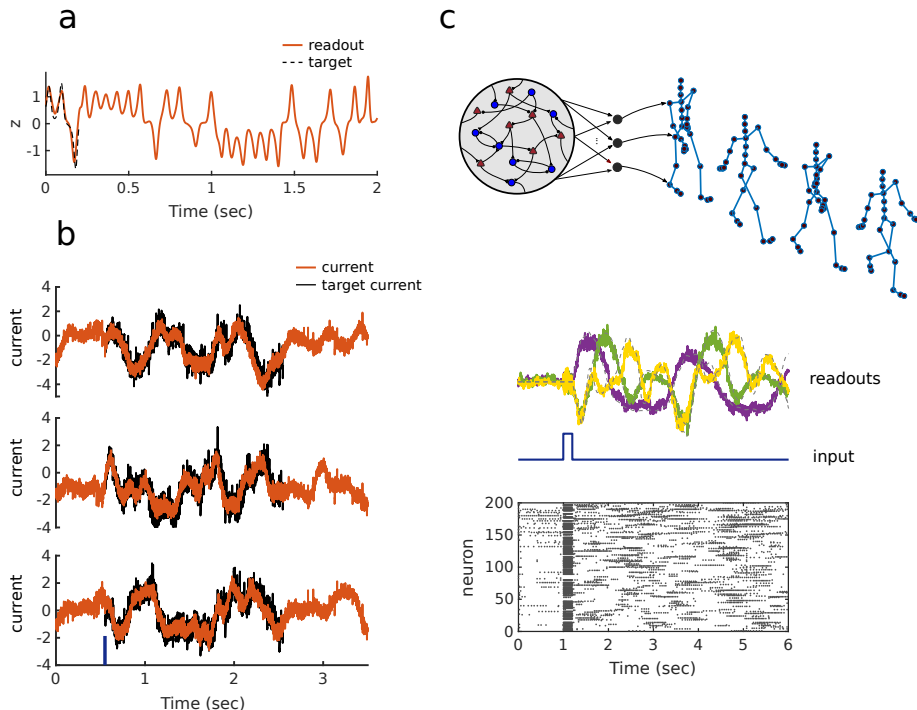 a
readout
target
z
1
0
-1
0
0.5
1
1.5
2
Time (sec)
b
current
target current
current
4
2
0
-2
-4
current
4
2
0
-2
-4
current
4
2
0
-2
-4
0
1
2
3
Time (sec)
c
...
readouts
input
neuron
200
150
100
50
0
0
1
2
3
4
5
6
Time (sec)